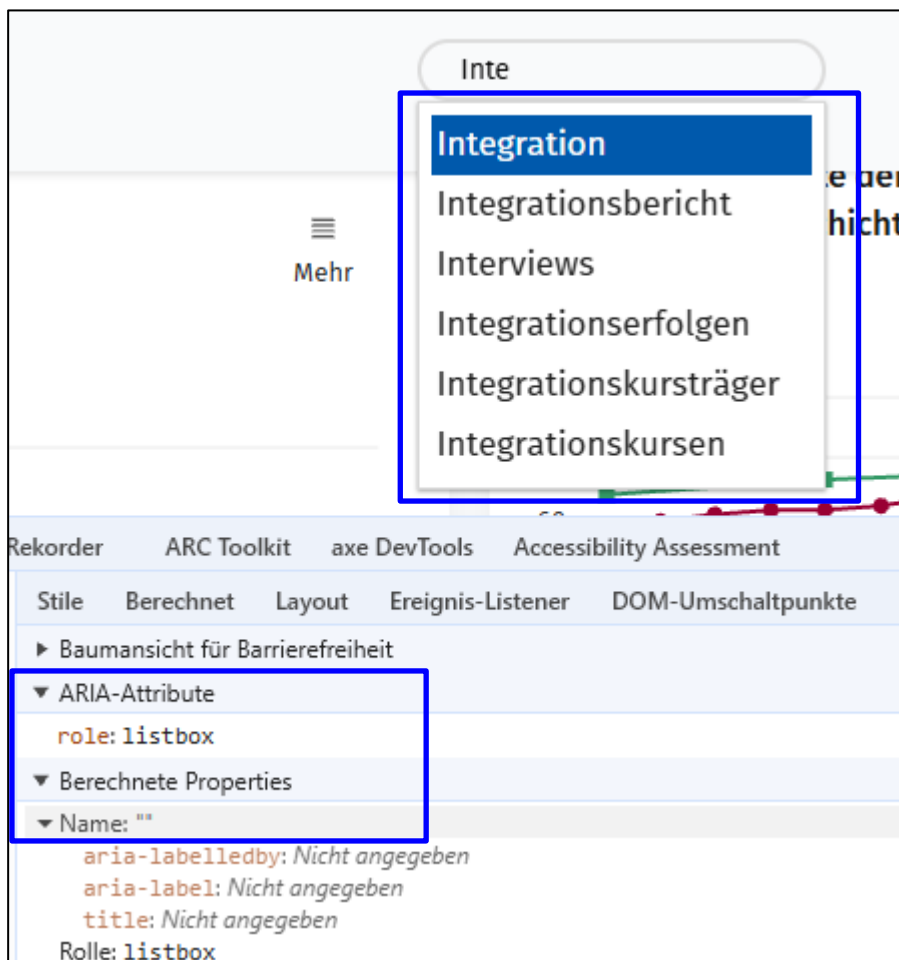 Inte
Integration
Integrationsbericht
Interviews
Integrationserfolgen
Integrationskursträger
Integrationskursen
hicht
Mehr
Rekorder ARC Toolkit axe DevTools Accessibility Assessment
Stile Berechnet Layout Ereignis-Listener DOM-Umschaltpunkte
Baumansicht für Barrierefreiheit
ARIA-Attribute
role: listbox
Berechnete Properties
Name: ""
aria-labelledby: Nicht angegeben
aria-label: Nicht angegeben
title: Nicht angegeben
Rolle: listbox